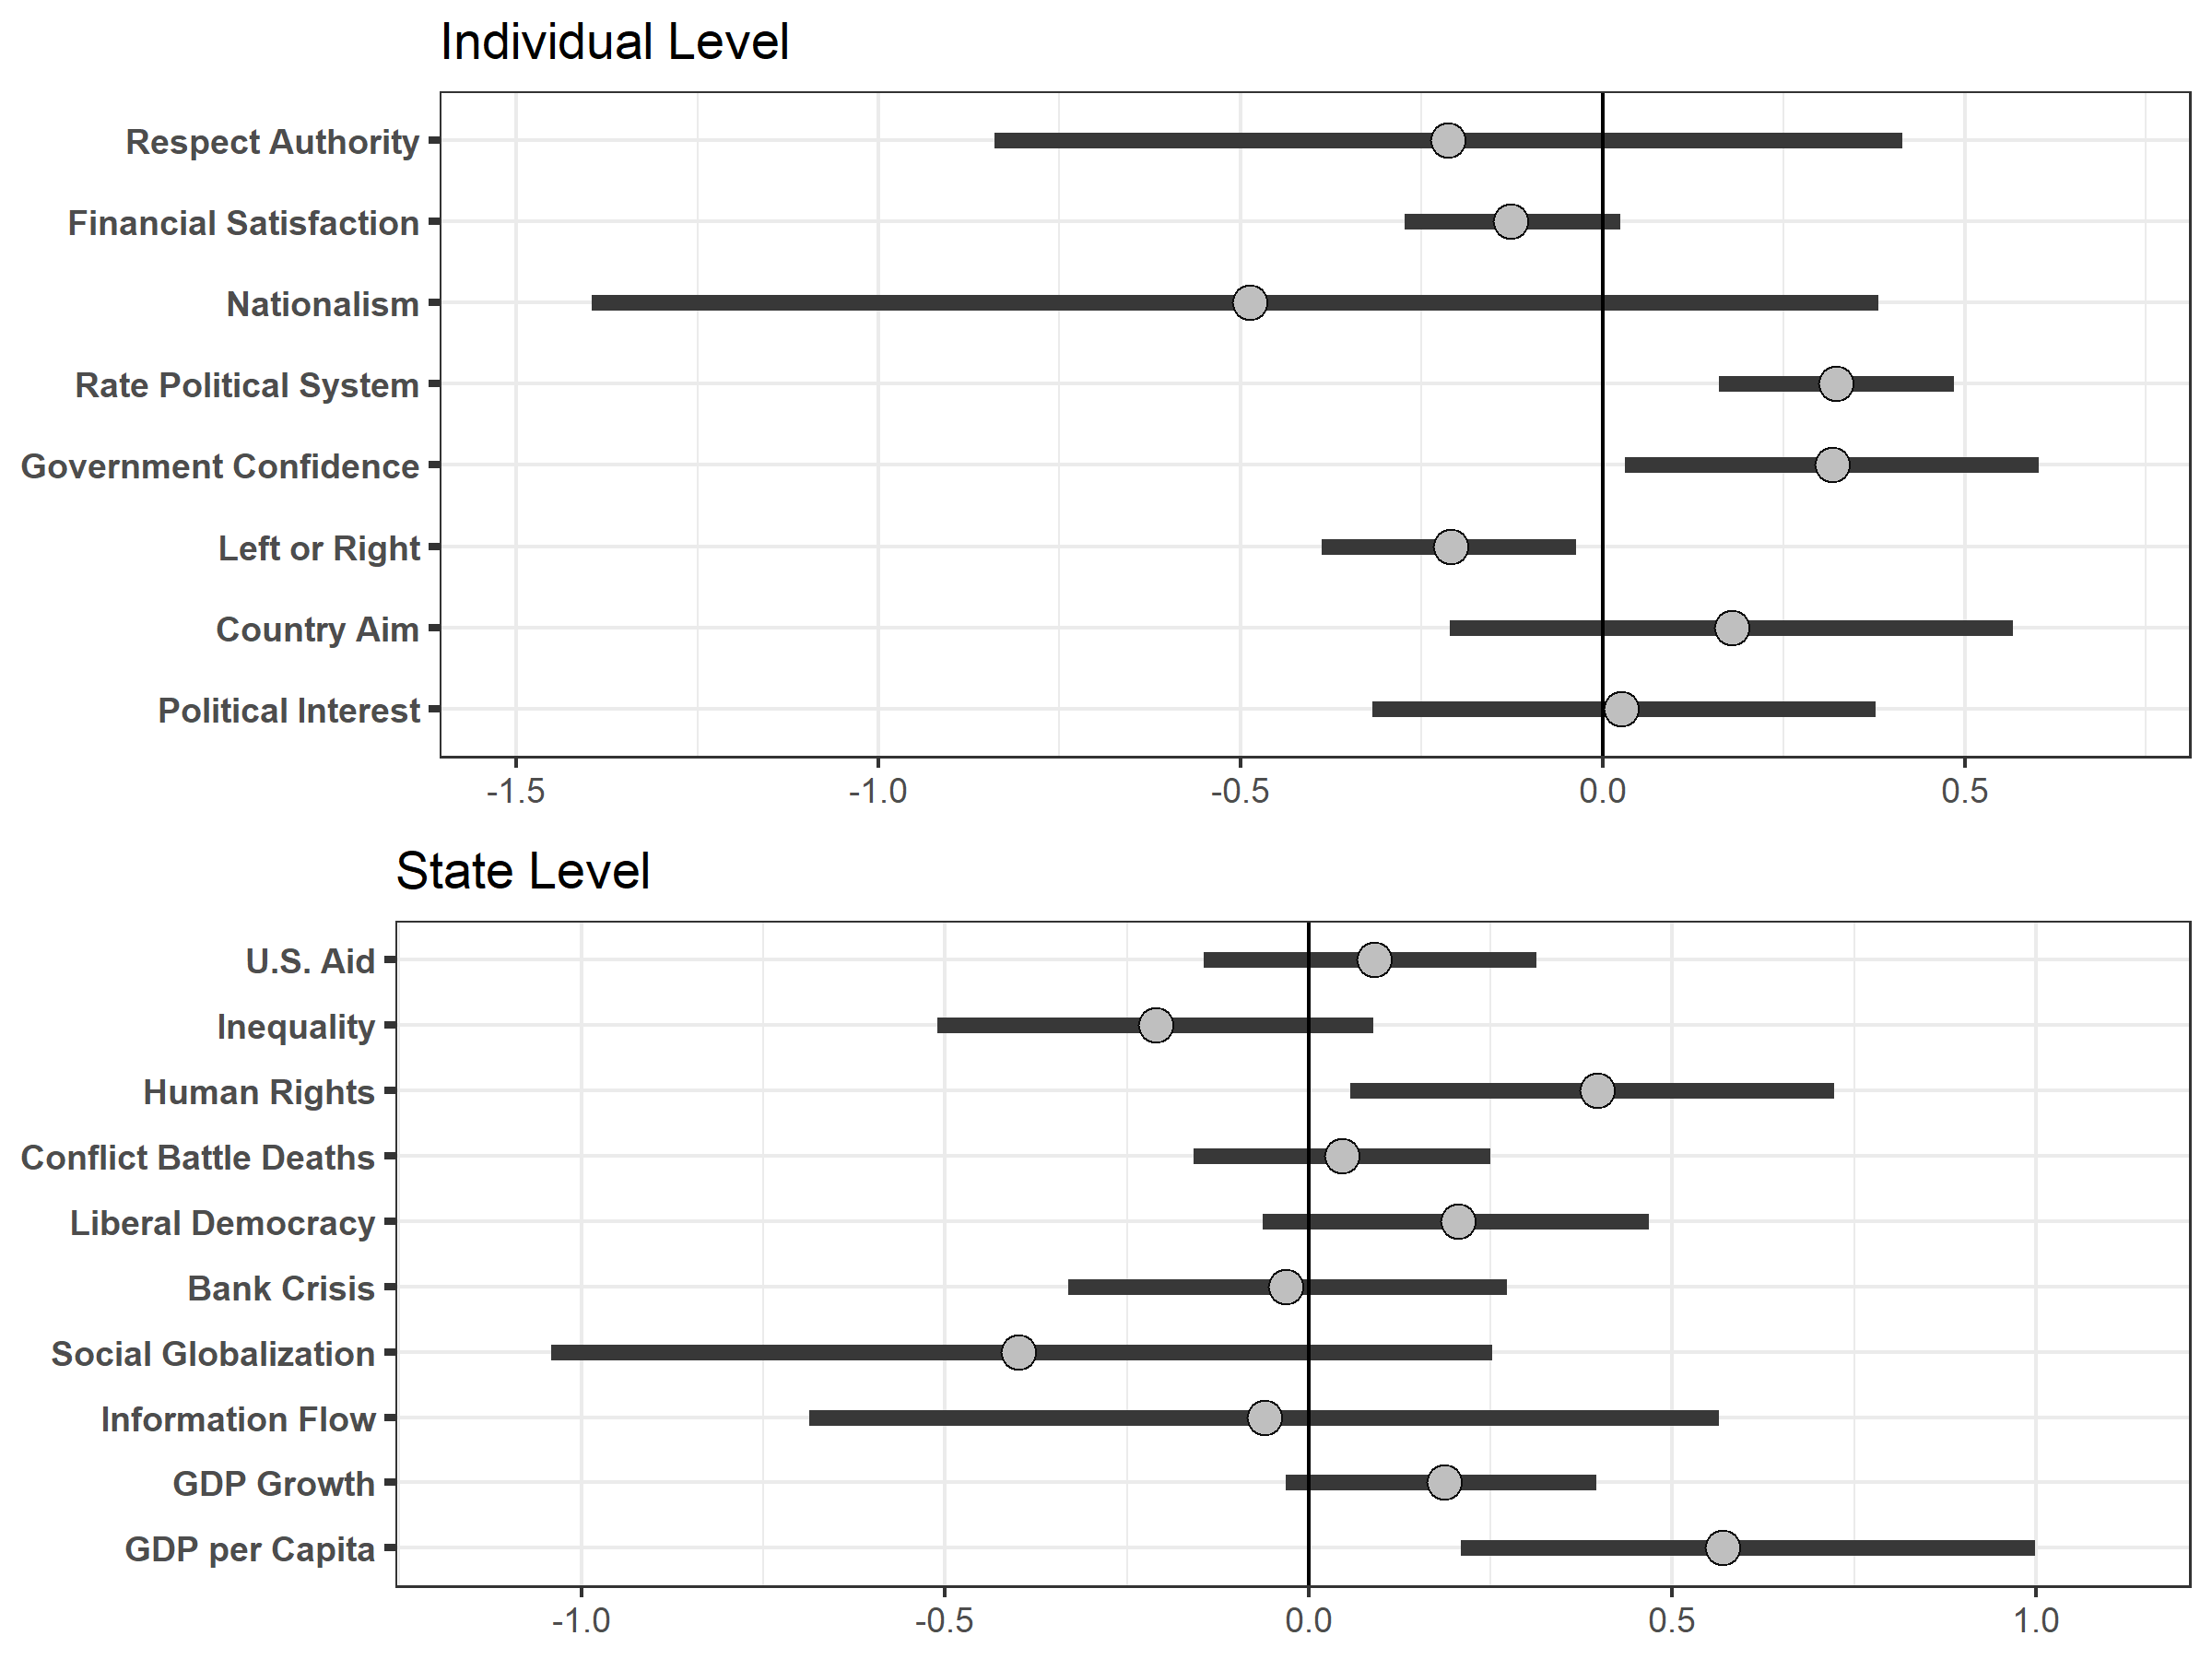 Individual Level
Respect Authority
Financial Satisfaction
Nationalism
Rate Political System
Government Confidence
Left or Right
Country Aim
Political Interest
-1.5 -1.0 -0.5 0.0 0.5
State Level
U.S. Aid
Inequality
Human Rights
Conflict Battle Deaths
Liberal Democracy
Bank Crisis
Social Globalization
Information Flow
GDP Growth
GDP per Capita
-1.0 -0.5 0.0 0.5 1.0